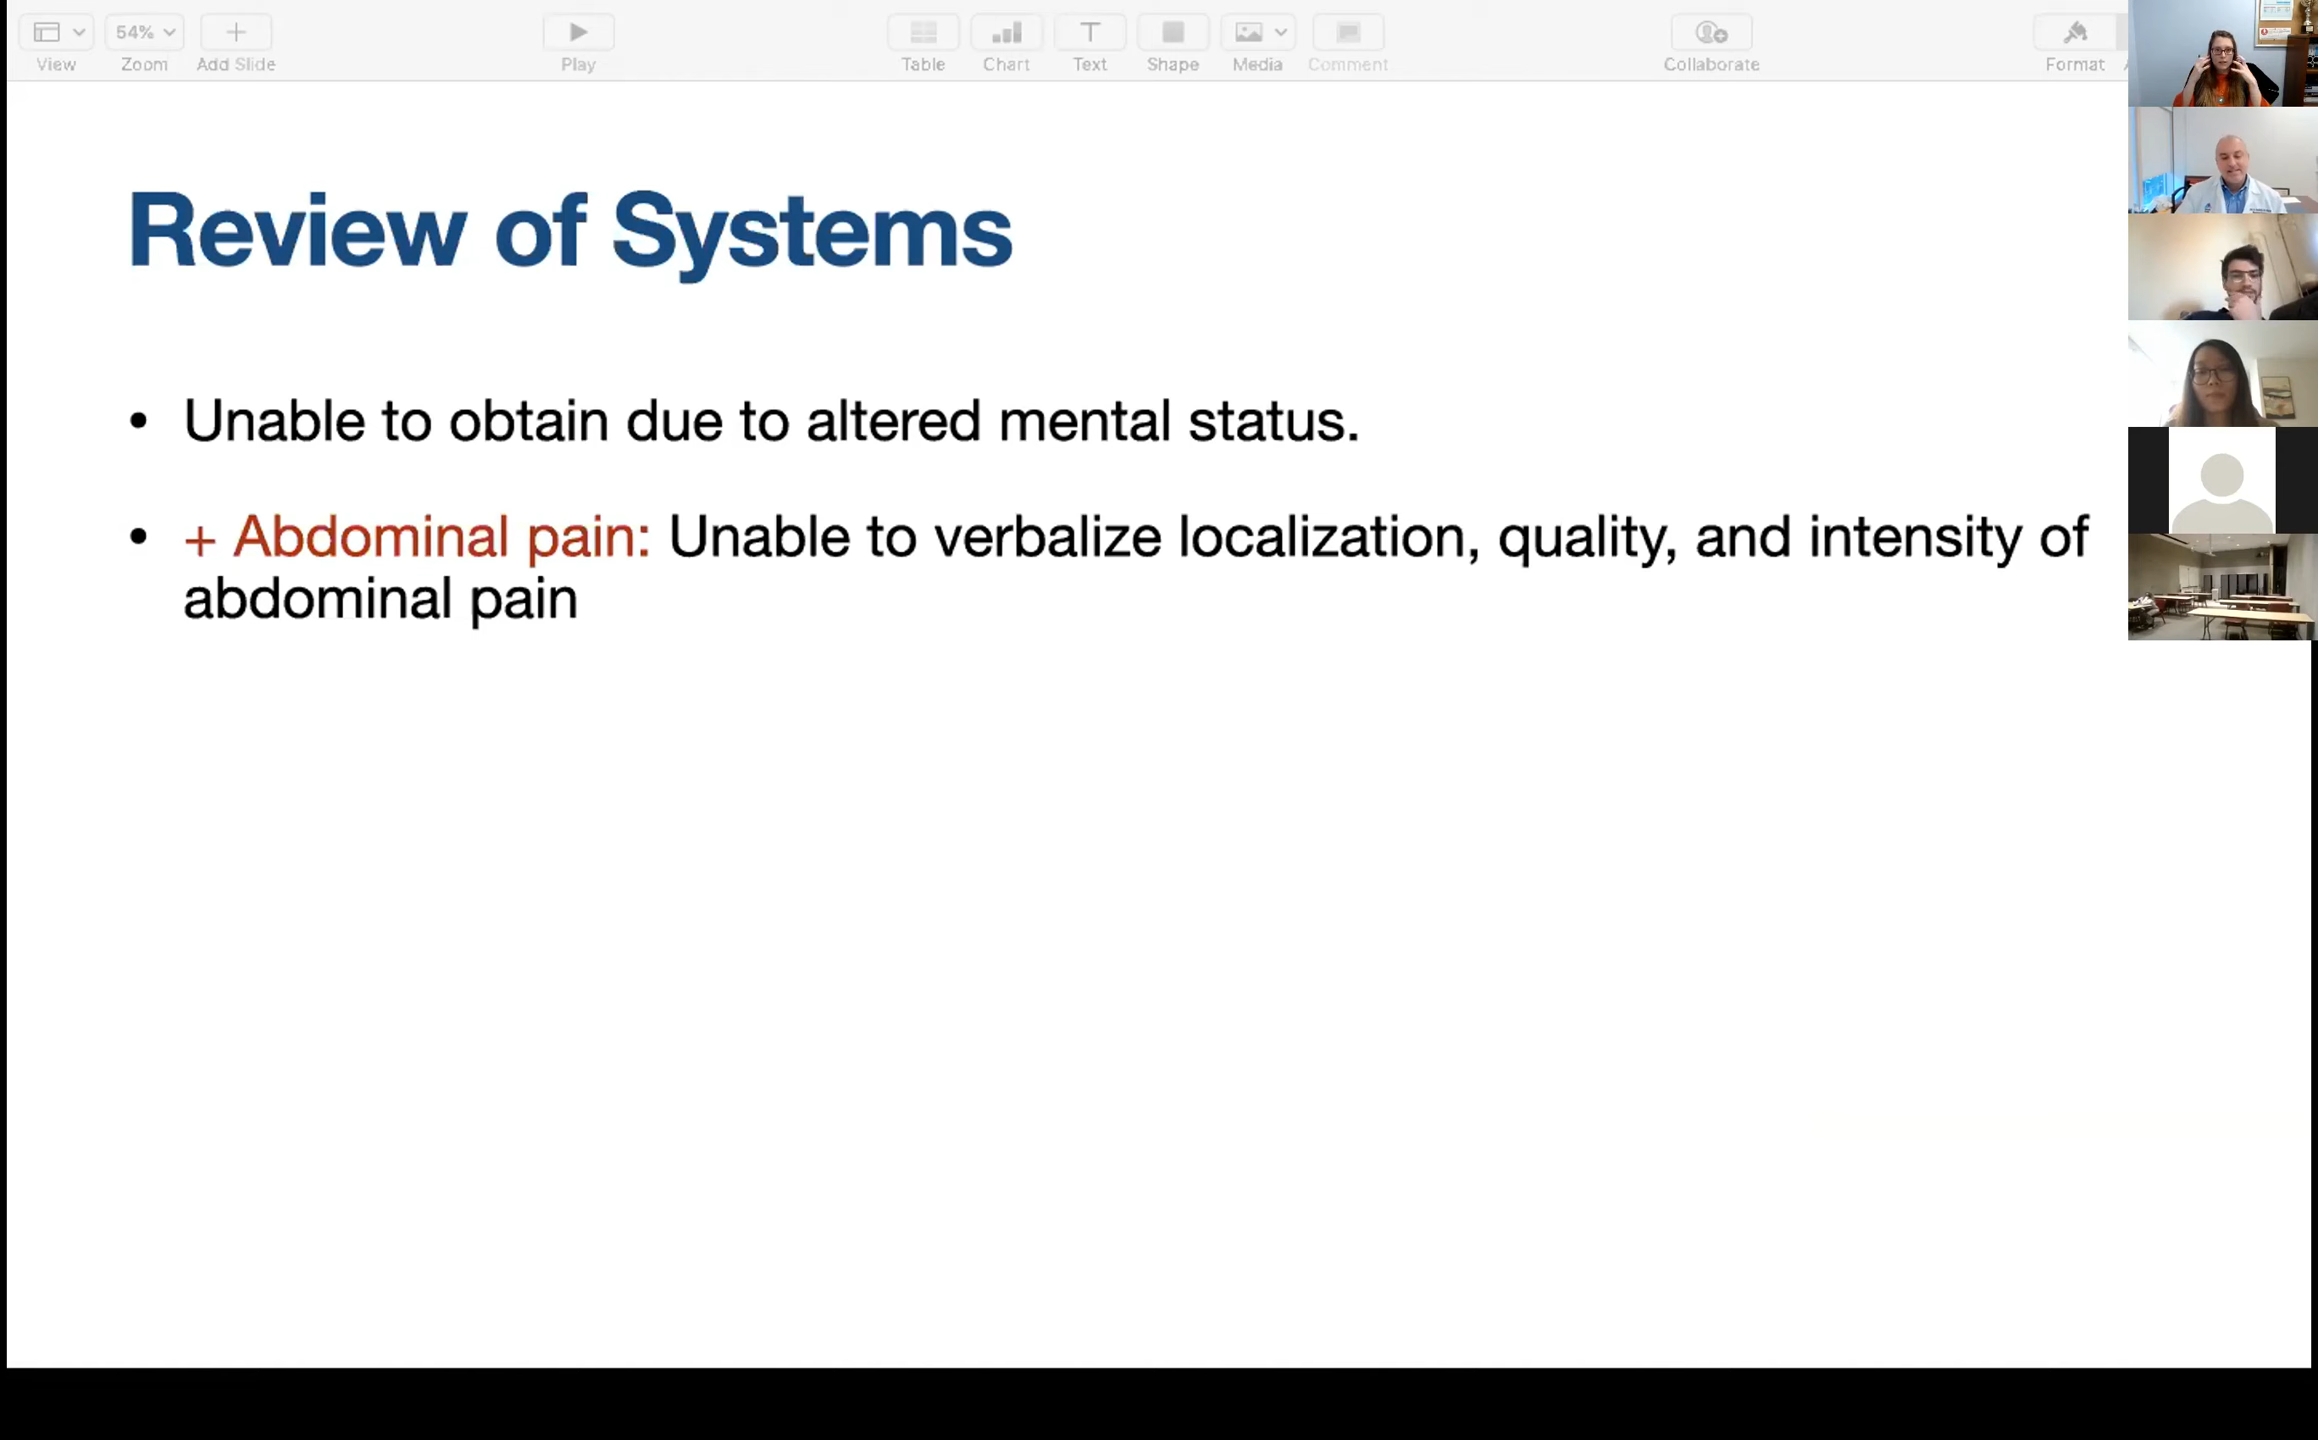 54%
View Zoom Add Slide Play Table Chart Text Shape Media Comment Collaborate Format
Review of Systems
• Unable to obtain due to altered mental status.
• + Abdominal pain: Unable to verbalize localization, quality, and intensity of
abdominal pain